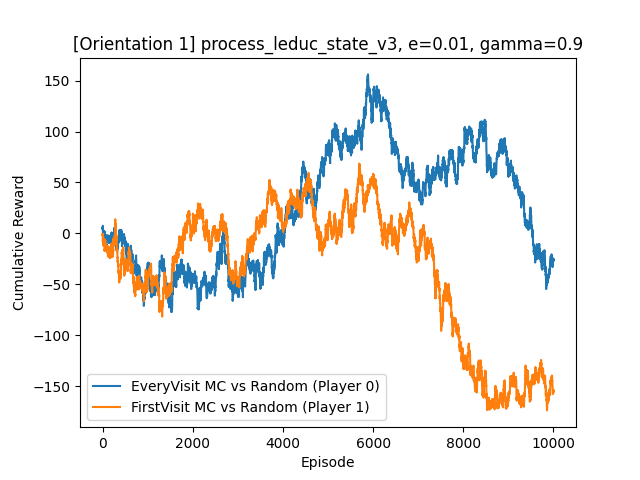 [Orientation 1] process_leduc_state_v3, e=0.01, gamma=0.9
Cumulative Reward
150
100
50
0
−50
−100
−150
EveryVisit MC vs Random (Player 0)
FirstVisit MC vs Random (Player 1)
0 2000 4000 6000 8000 10000
Episode